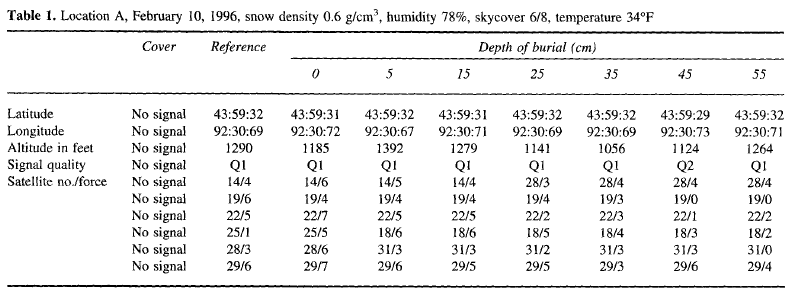 Table 1. Location A, February 10, 1996, snow density 0.6 g/cm³, humidity 78%, skycover 6/8, temperature 34°F
Cover Reference Depth of burial (cm)
0 5 15 25 35 45 55
Latitude No signal 43:59:32 43:59:31 43:59:32 43:59:31 43:59:32 43:59:32 43:59:29 43:59:32
Longitude No signal 92:30:69 92:30:72 92:30:67 92:30:71 92:30:69 92:30:69 92:30:73 92:30:71
Altitude in feet No signal 1290 1185 1392 1279 1141 1056 1124 1264
Signal quality No signal Q1 Q1 Q1 Q1 Q1 Q1 Q2 Q1
Satellite no./force No signal 14/4 14/6 14/5 14/4 28/3 28/4 28/4 28/4
No signal 19/6 19/4 19/4 19/4 19/4 19/3 19/0 19/0
No signal 22/5 22/7 22/5 22/5 22/2 22/3 22/1 22/2
No signal 25/1 25/5 18/6 18/6 18/5 18/4 18/3 18/2
No signal 28/3 28/6 31/3 31/3 31/2 31/3 31/3 31/0
No signal 29/6 29/7 29/6 29/5 29/5 29/3 29/6 29/4